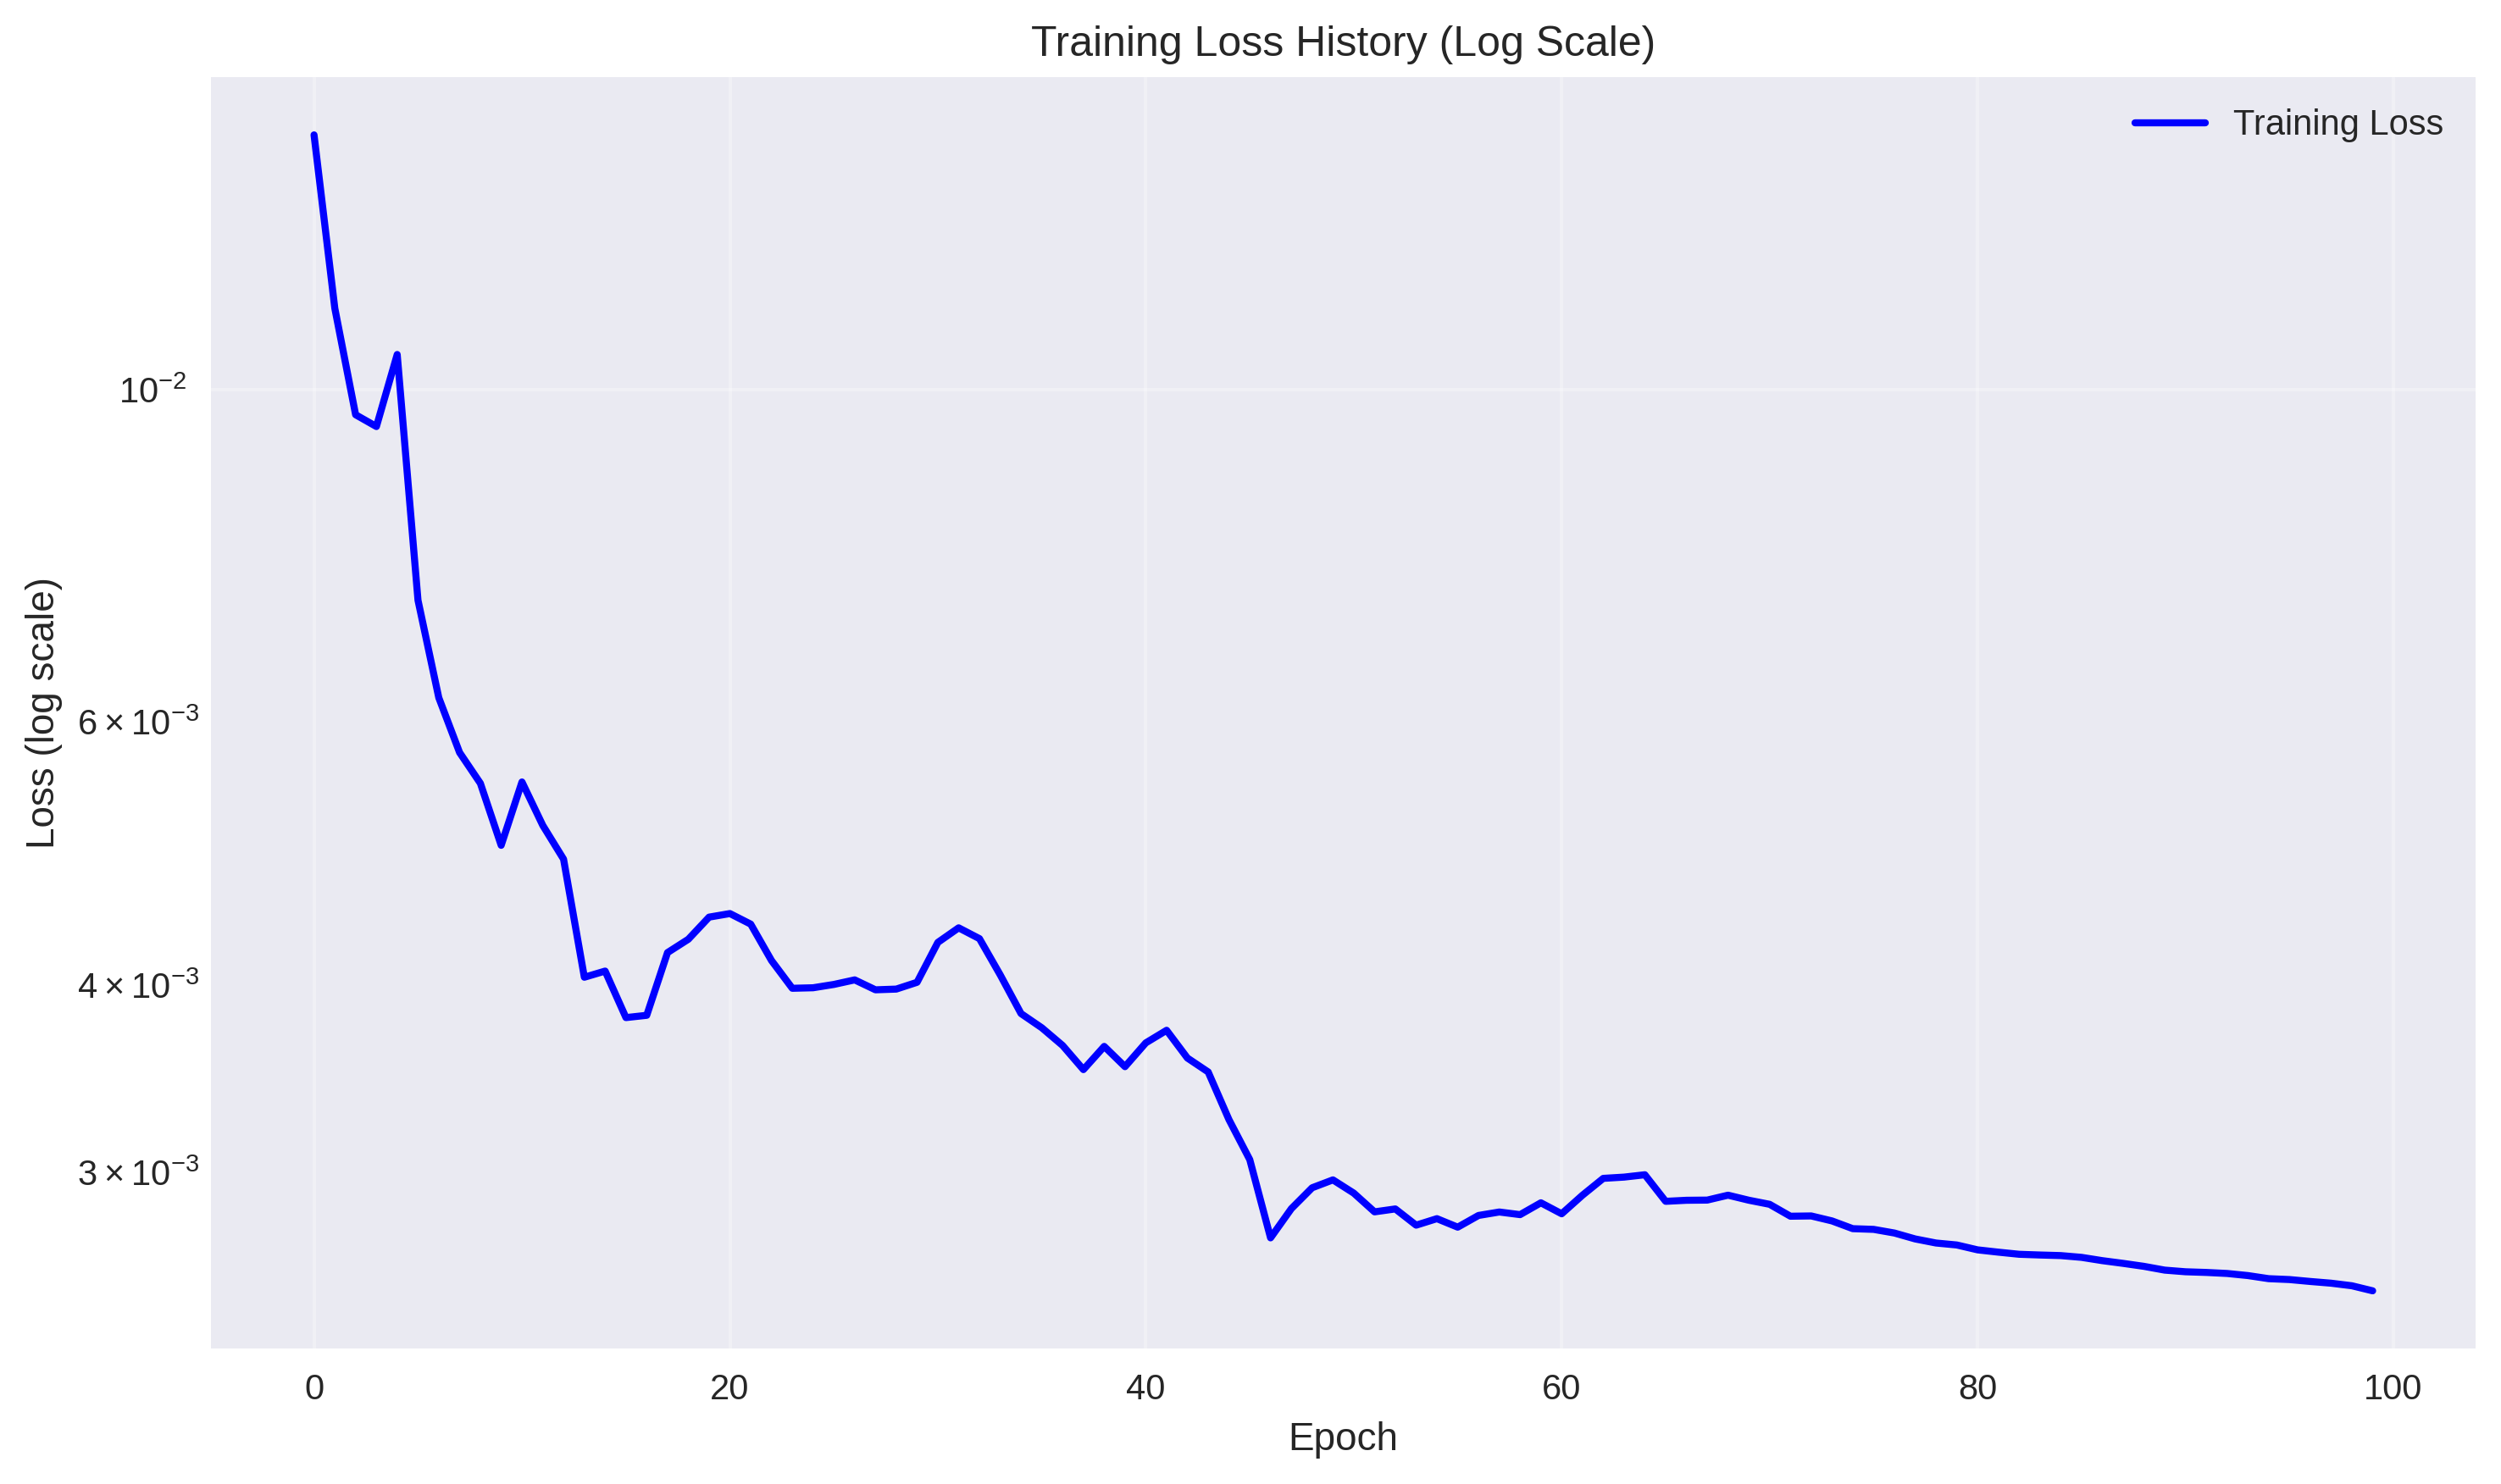 Training Loss History (Log Scale)
Training Loss
Loss (log scale)
10⁻²
6 × 10⁻³
4 × 10⁻³
3 × 10⁻³
0 20 40 60 80 100
Epoch